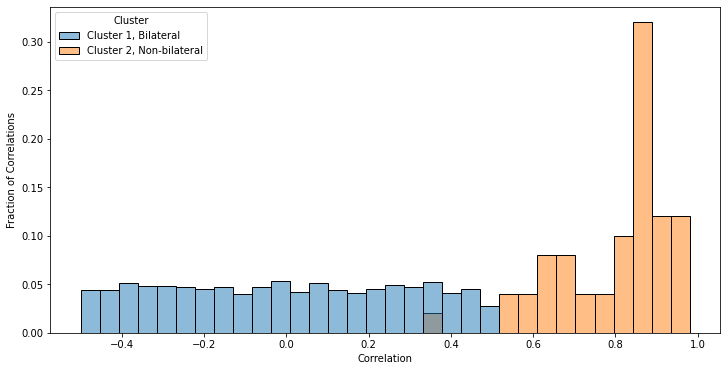 Cluster
Cluster 1, Bilateral
Cluster 2, Non-bilateral
Fraction of Correlations
0.30
0.25
0.20
0.15
0.10
0.05
0.00
−0.4 −0.2 0.0 0.2 0.4 0.6 0.8 1.0
Correlation